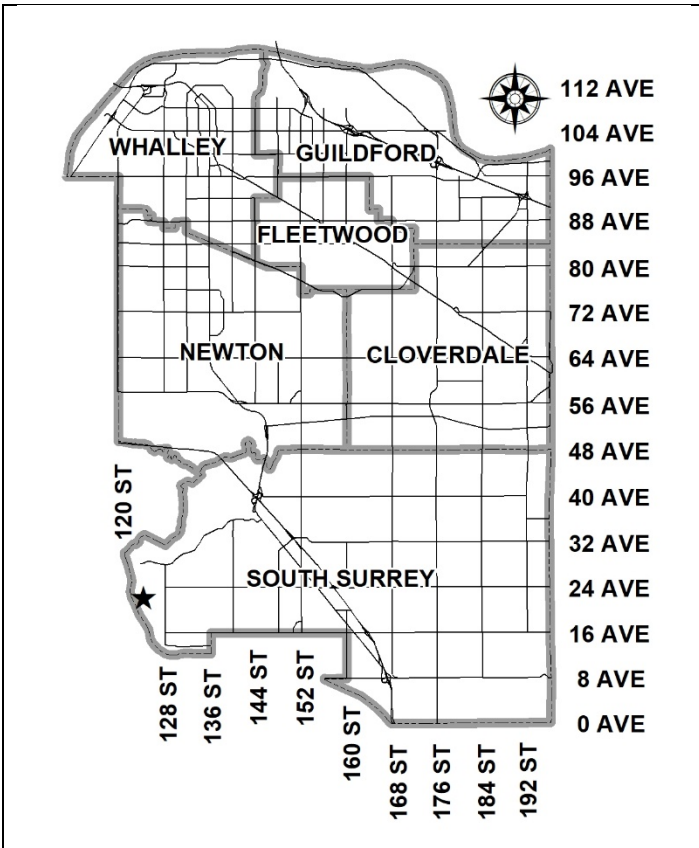 112 AVE
104 AVE
WHALLEY
GUILDFORD
96 AVE
88 AVE
FLEETWOOD
80 AVE
72 AVE
NEWTON
CLOVERDALE
64 AVE
56 AVE
48 AVE
120 ST
40 AVE
32 AVE
SOUTH SURREY
24 AVE
16 AVE
8 AVE
0 AVE
128 ST
136 ST
144 ST
152 ST
160 ST
168 ST
176 ST
184 ST
192 ST